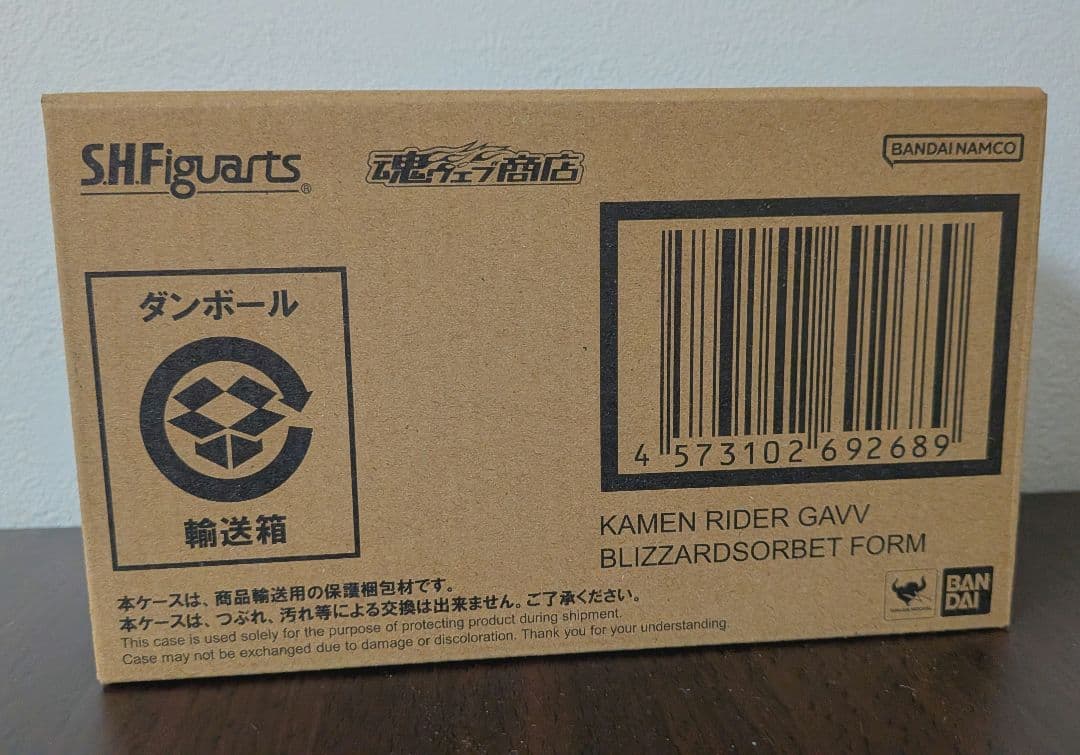 S.H.Figuarts®
魂ウェブ商店
BANDAI NAMCO
ダンボール
輸送箱
4 573102 692689
KAMEN RIDER GAVV
BLIZZARDSORBET FORM
本ケースは、商品輸送用の保護梱包材です。
本ケースは、つぶれ、汚れ等による交換は出来ません。ご了承ください。
This case is used solely for the purpose of protecting product during shipment.
Case may not be exchanged due to damage or discoloration. Thank you for your understanding.
BAN
DAI